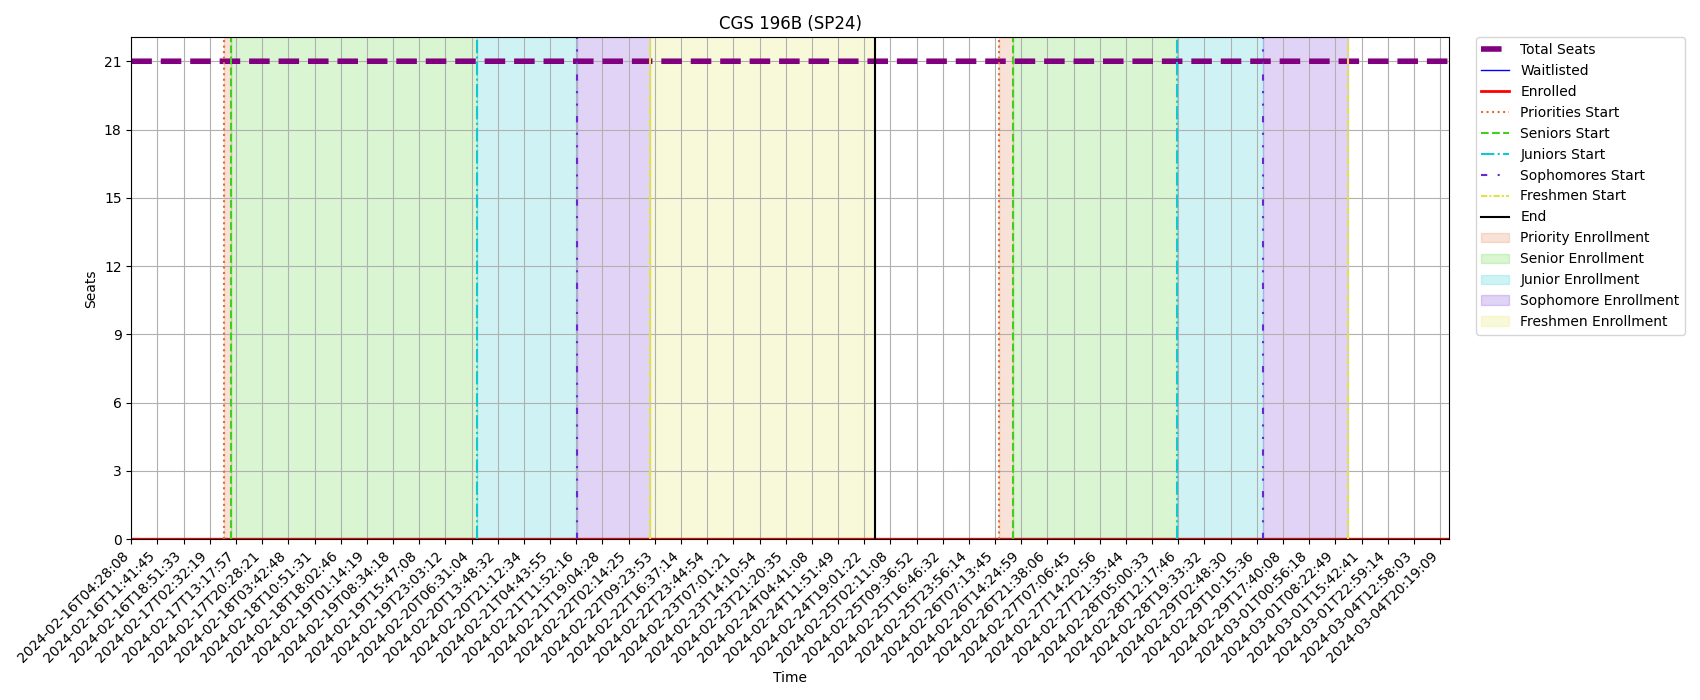 CGS 196B (SP24)
Seats
21
18
15
12
9
6
3
0
2024-02-16T04:28:08
2024-02-16T11:41:45
2024-02-16T18:51:33
2024-02-17T02:32:19
2024-02-17T13:17:57
2024-02-17T20:28:21
2024-02-18T03:42:48
2024-02-18T10:51:31
2024-02-18T18:02:46
2024-02-19T01:14:19
2024-02-19T08:34:18
2024-02-19T15:47:08
2024-02-19T23:03:12
2024-02-20T06:31:04
2024-02-20T13:48:32
2024-02-20T21:12:34
2024-02-21T04:43:55
2024-02-21T11:52:16
2024-02-21T19:04:28
2024-02-22T02:14:25
2024-02-22T09:23:53
2024-02-22T16:37:14
2024-02-22T23:44:54
2024-02-23T07:01:21
2024-02-23T14:10:54
2024-02-23T21:20:35
2024-02-24T04:41:08
2024-02-24T11:51:49
2024-02-24T19:01:22
2024-02-25T02:11:08
2024-02-25T09:36:52
2024-02-25T16:46:32
2024-02-25T23:56:14
2024-02-26T07:13:45
2024-02-26T14:24:59
2024-02-26T21:38:06
2024-02-27T07:06:45
2024-02-27T14:20:56
2024-02-27T21:35:44
2024-02-28T05:00:33
2024-02-28T12:17:46
2024-02-28T19:33:32
2024-02-29T02:48:30
2024-02-29T10:15:36
2024-02-29T17:40:08
2024-03-01T00:56:18
2024-03-01T08:22:49
2024-03-01T15:42:41
2024-03-01T22:59:14
2024-03-04T12:58:03
2024-03-04T20:19:09
Time
Total Seats
Waitlisted
Enrolled
Priorities Start
Seniors Start
Juniors Start
Sophomores Start
Freshmen Start
End
Priority Enrollment
Senior Enrollment
Junior Enrollment
Sophomore Enrollment
Freshmen Enrollment